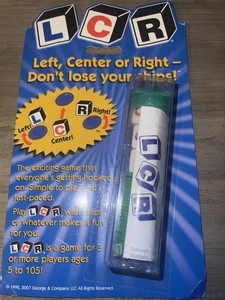 L C R
Left, Center or Right –
Don't lose your chips!
Left!
L
C
R
Right!
Center!
The exciting game that
everyone's getting hooked
on. Simple to play and
fast-paced.
Play LCR with chips
or whatever makes it fun
for you.
LCR is a game for 3
or more players ages
5 to 105!
L
C
R
© 1992, 2007 George & Company LLC All Rights Reserved